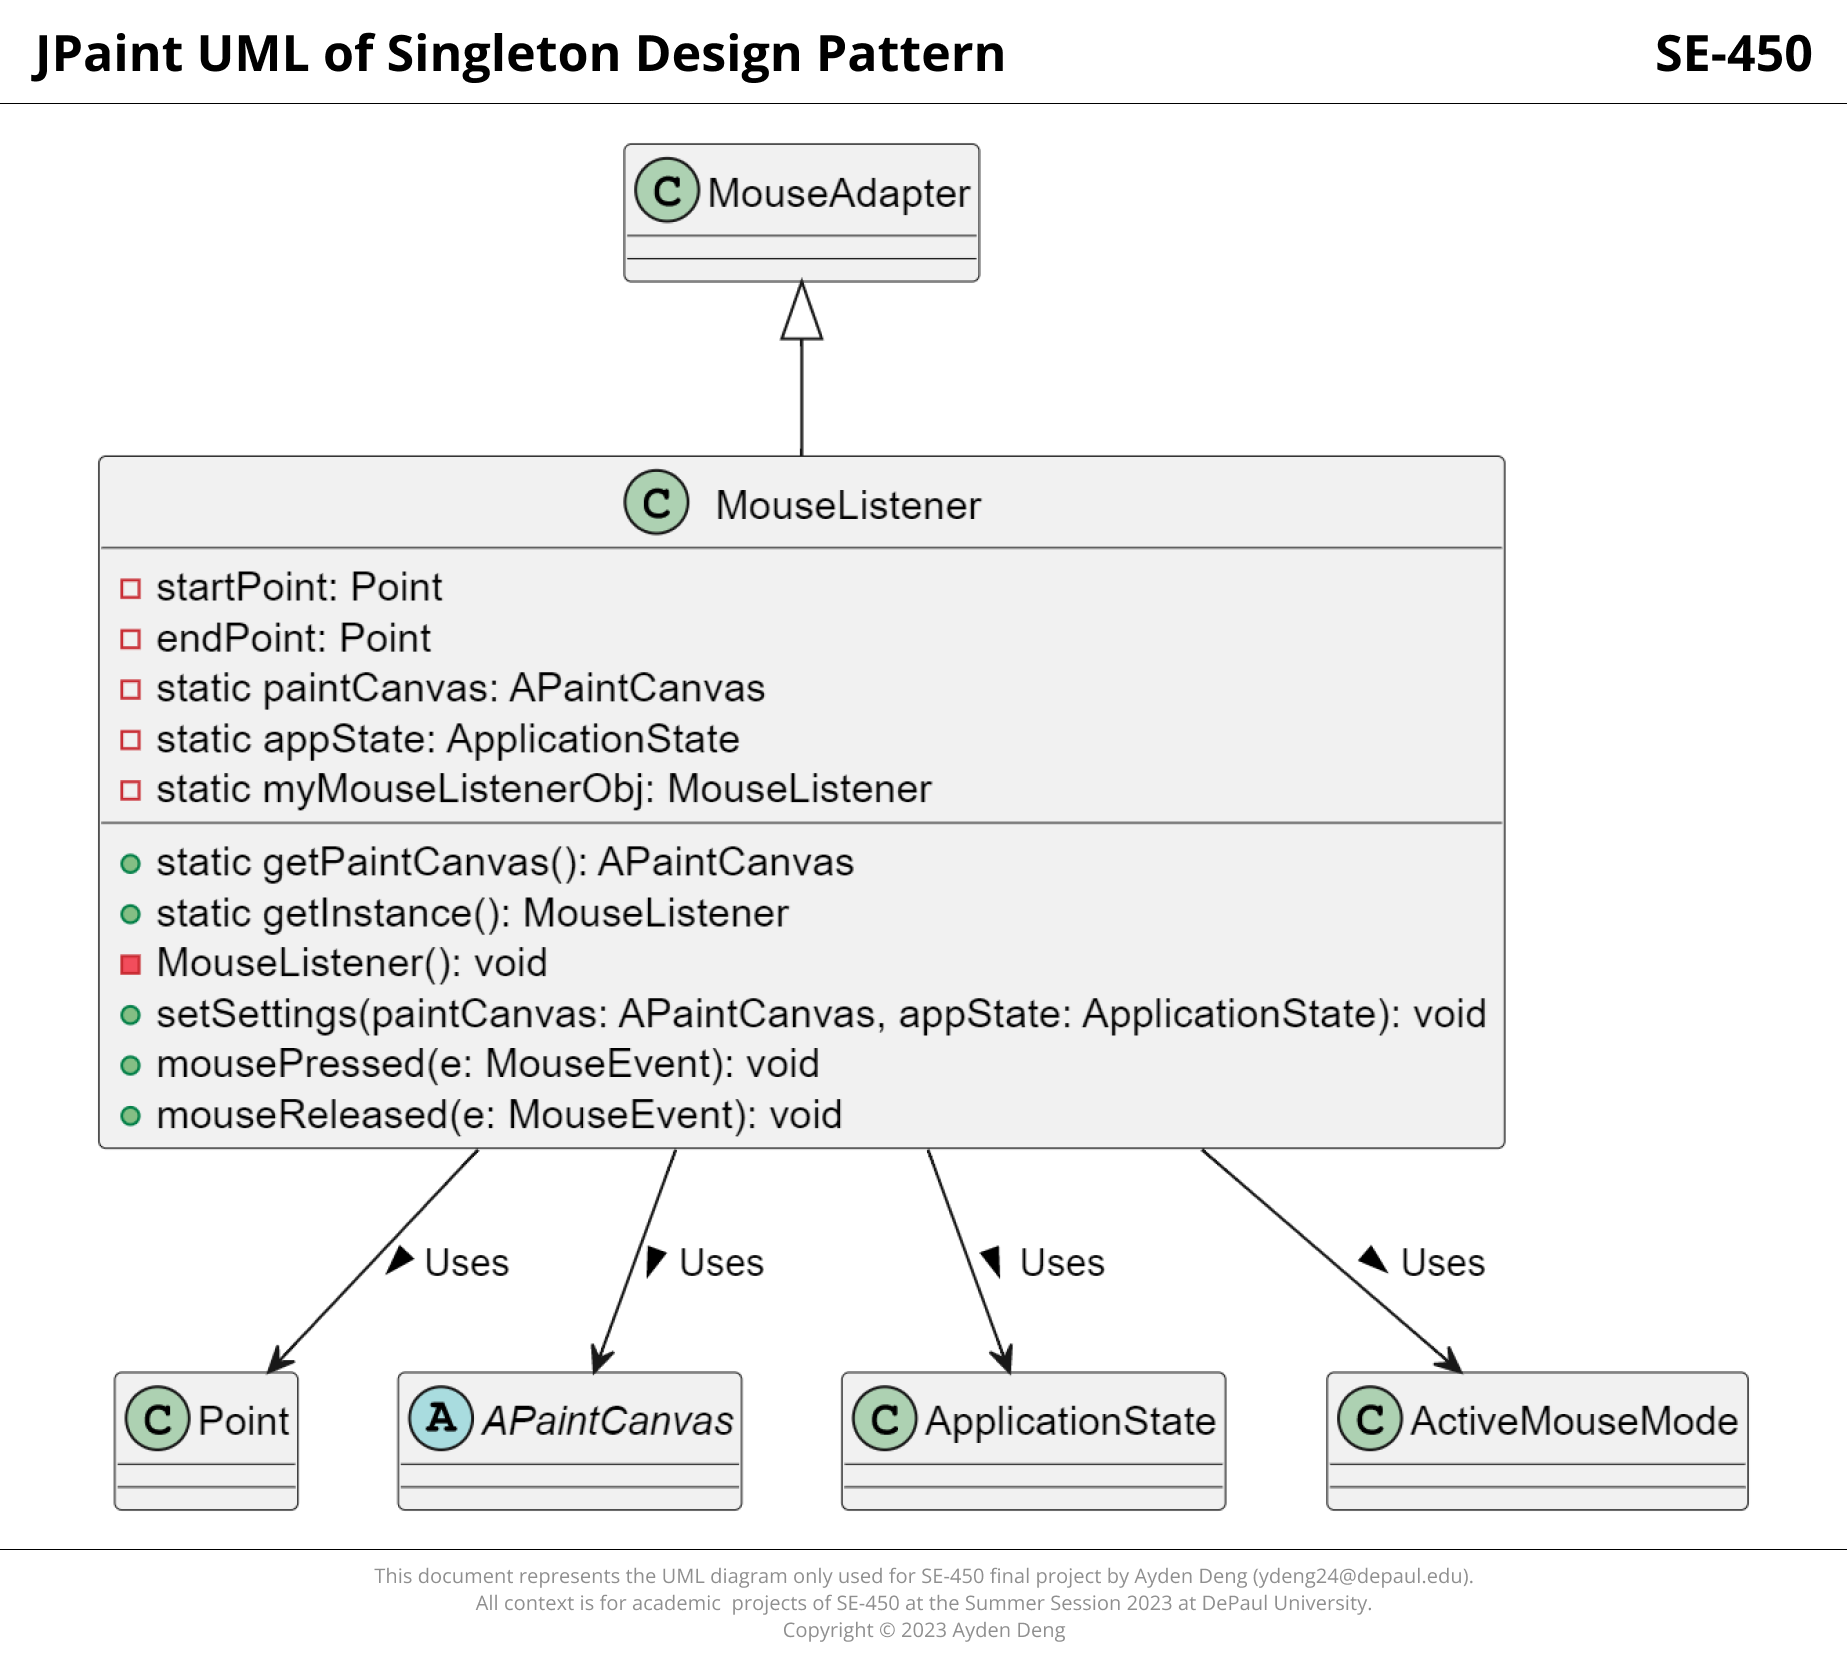 JPaint UML of Singleton Design Pattern
SE-450
C MouseAdapter
C MouseListener
startPoint: Point
endPoint: Point
static paintCanvas: APaintCanvas
static appState: ApplicationState
static myMouseListenerObj: MouseListener
static getPaintCanvas(): APaintCanvas
static getInstance(): MouseListener
MouseListener(): void
setSettings(paintCanvas: APaintCanvas, appState: ApplicationState): void
mousePressed(e: MouseEvent): void
mouseReleased(e: MouseEvent): void
Uses
Uses
Uses
Uses
C Point
A APaintCanvas
C ApplicationState
C ActiveMouseMode
This document represents the UML diagram only used for SE-450 final project by Ayden Deng (ydeng24@depaul.edu).
All context is for academic  projects of SE-450 at the Summer Session 2023 at DePaul University.
Copyright © 2023 Ayden Deng